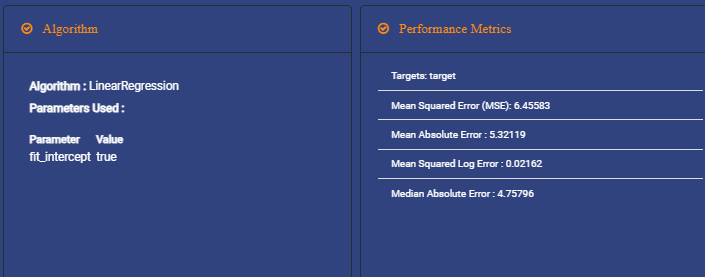 Algorithm
Algorithm : LinearRegression
Parameters Used :
Parameter Value
fit_intercept true
Performance Metrics
Targets: target
Mean Squared Error (MSE): 6.45583
Mean Absolute Error : 5.32119
Mean Squared Log Error : 0.02162
Median Absolute Error : 4.75796